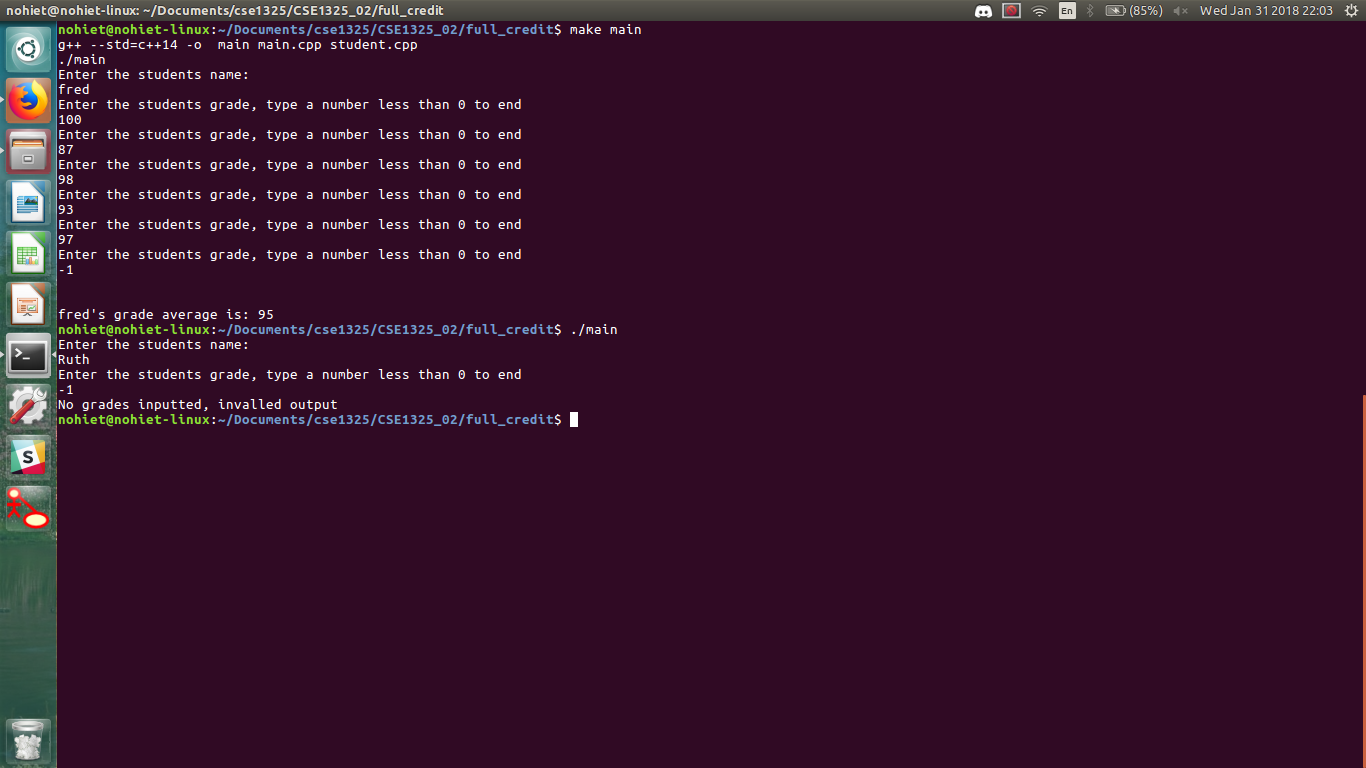 nohiet@nohiet-linux: ~/Documents/cse1325/CSE1325_02/full_credit En (85%) Wed Jan 31 2018 22:03
nohiet@nohiet-linux:~/Documents/cse1325/CSE1325_02/full_credit$ make main
g++ --std=c++14 -o  main main.cpp student.cpp
./main
Enter the students name:
fred
Enter the students grade, type a number less than 0 to end
100
Enter the students grade, type a number less than 0 to end
87
Enter the students grade, type a number less than 0 to end
98
Enter the students grade, type a number less than 0 to end
93
Enter the students grade, type a number less than 0 to end
97
Enter the students grade, type a number less than 0 to end
-1
fred's grade average is: 95
nohiet@nohiet-linux:~/Documents/cse1325/CSE1325_02/full_credit$ ./main
Enter the students name:
Ruth
Enter the students grade, type a number less than 0 to end
-1
No grades inputted, invalled output
nohiet@nohiet-linux:~/Documents/cse1325/CSE1325_02/full_credit$
S